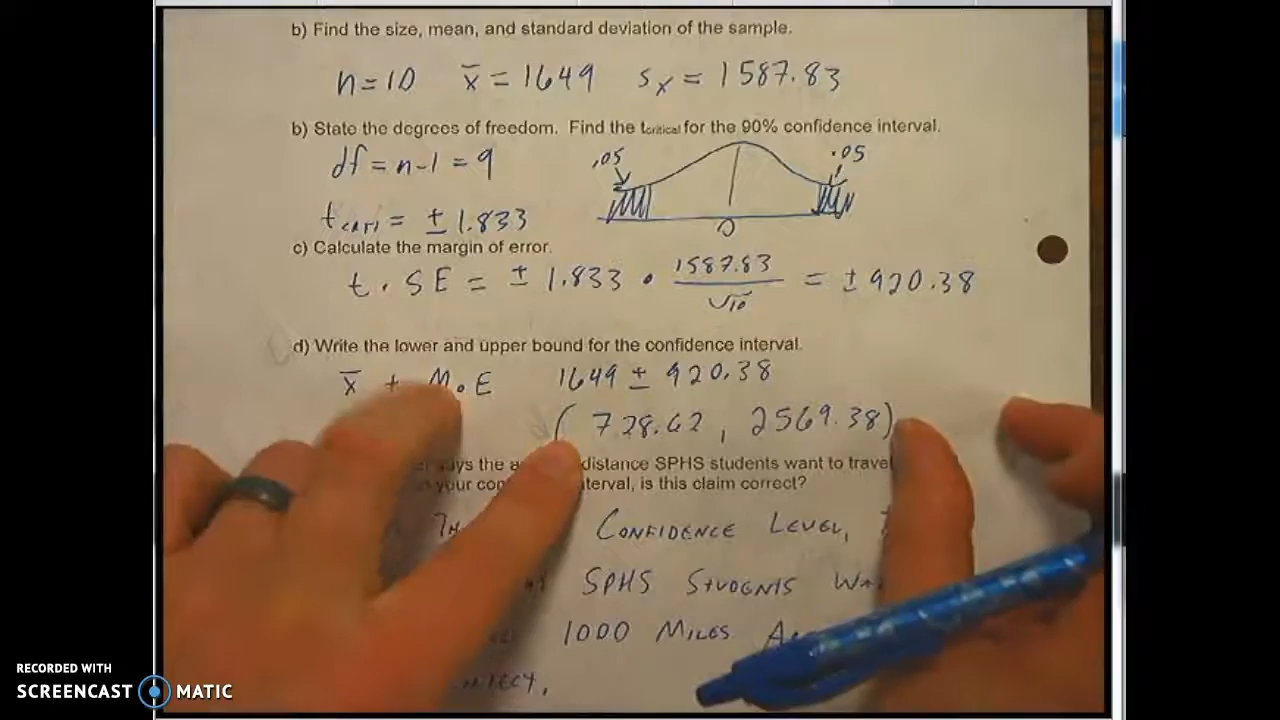 b) Find the size, mean, and standard deviation of the sample.
n=10 x̄ = 1649 sx = 1587.83
b) State the degrees of freedom. Find the tcritical for the 90% confidence interval.
df = n-1 = 9 .05 .05
tcrit = ± 1.833 0
c) Calculate the margin of error.
t · SE = ± 1.833 · 1587.83/√10 = ± 920.38
d) Write the lower and upper bound for the confidence interval.
x̄ ± M.E 1649 ± 920.38
(728.62, 2569.38)
says the distance SPHS students want to travel
your interval, is this claim correct?
CONFIDENCE LEVEL,
SPHS STUDENTS
1000 MILES
RECORDED WITH
SCREENCAST MATIC